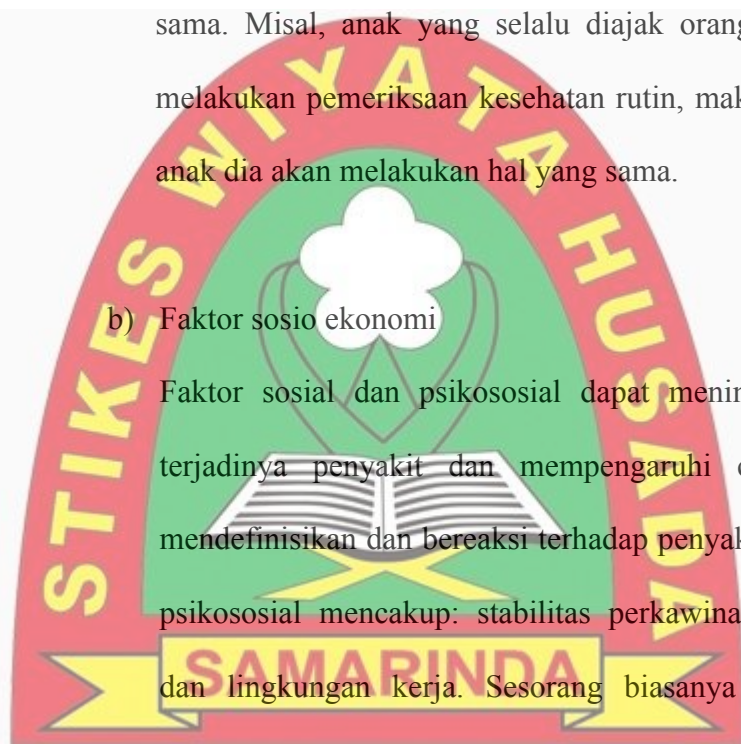 sama. Misal, anak yang selalu diajak orang
melakukan pemeriksaan kesehatan rutin, mak
anak dia akan melakukan hal yang sama.
b) Faktor sosio ekonomi
Faktor sosial dan psikososial dapat menin
terjadinya penyakit dan mempengaruhi
mendefinisikan dan bereaksi terhadap penyak
psikososial mencakup: stabilitas perkawina
dan lingkungan kerja. Sesorang biasanya
STIKES WIYATA HUSADA
SAMARINDA